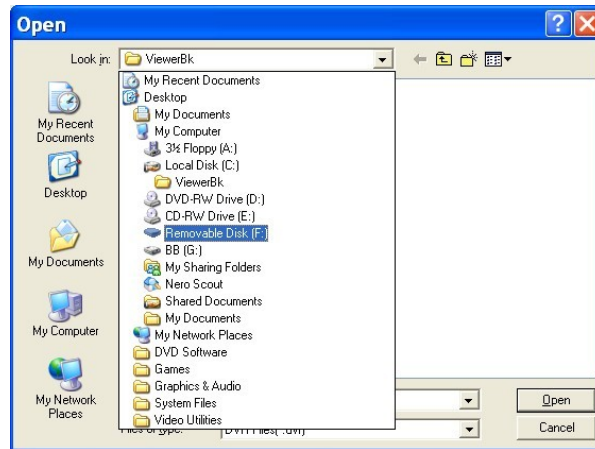 Open
Look in:
ViewerBk
My Recent Documents
Desktop
My Documents
My Computer
3½ Floppy (A:)
Local Disk (C:)
ViewerBk
DVD-RW Drive (D:)
CD-RW Drive (E:)
Removable Disk (F:)
BB (G:)
My Sharing Folders
Nero Scout
Shared Documents
My Documents
My Network Places
DVD Software
Games
Graphics & Audio
System Files
Video Utilities
My Recent
Documents
Desktop
My Documents
My Computer
My Network
Places
Open
Cancel